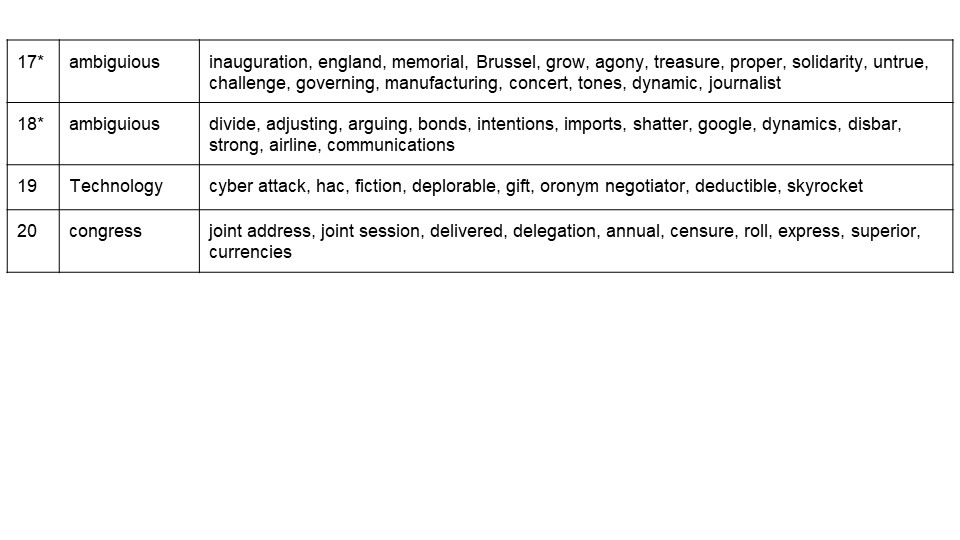 17* ambiguious inauguration, england, memorial, Brussel, grow, agony, treasure, proper, solidarity, untrue,
challenge, governing, manufacturing, concert, tones, dynamic, journalist
18* ambiguious divide, adjusting, arguing, bonds, intentions, imports, shatter, google, dynamics, disbar,
strong, airline, communications
19 Technology cyber attack, hac, fiction, deplorable, gift, oronym negotiator, deductible, skyrocket
20 congress joint address, joint session, delivered, delegation, annual, censure, roll, express, superior,
currencies